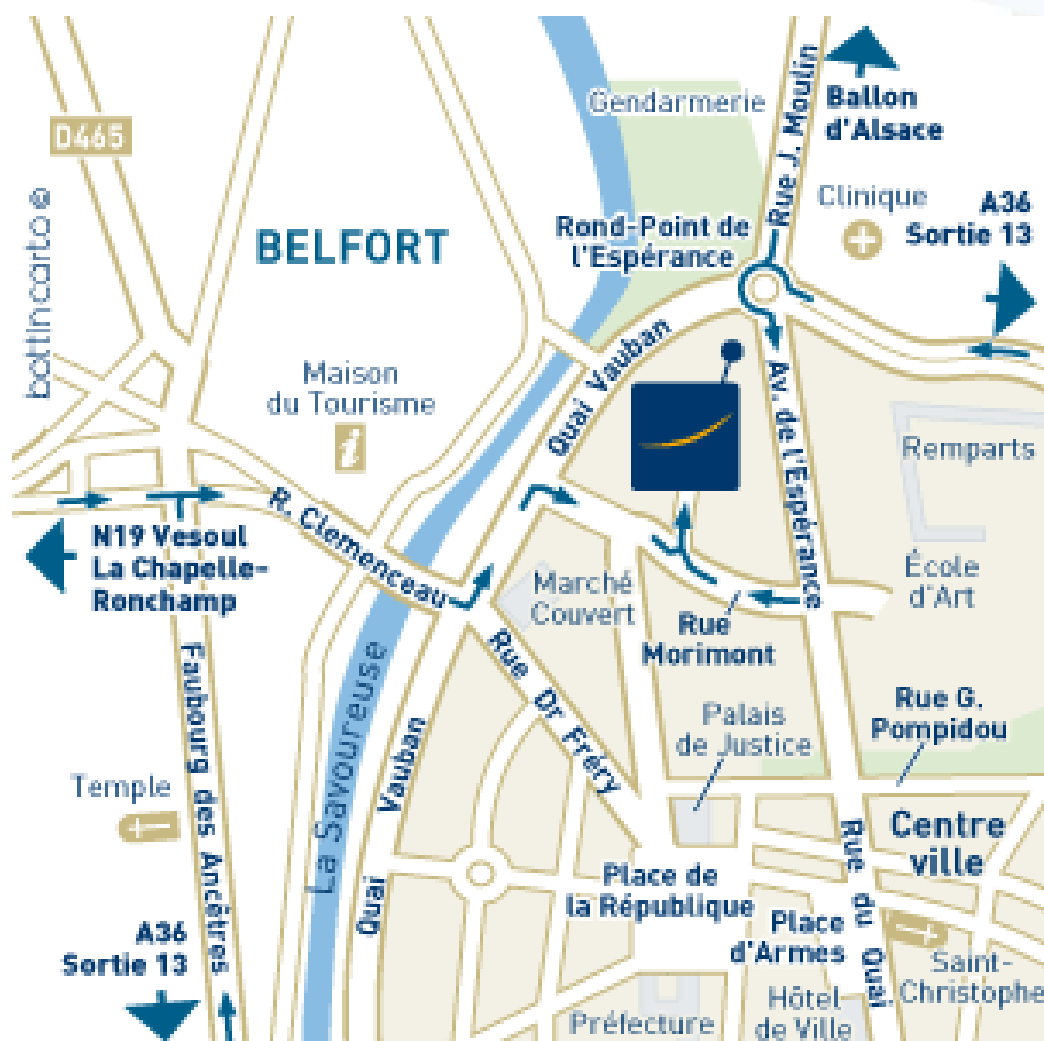 Gendarmerie
Rue J. Moulin
Ballon
d'Alsace
D465
Clinique
A36
Sortie 13
bottincarto©
BELFORT
Rond-Point de
l'Espérance
Maison
du Tourisme
Quai Vauban
Av. de l'Espérance
Remparts
R. Clemenceau
N19 Vesoul
La Chapelle-
Ronchamp
Marché
Couvert
École
d'Art
Rue
Morimont
Faubourg des Ancêtres
La Savoureuse
Rue Dr Fréry
Rue G.
Pompidou
Palais
de Justice
Quai Vauban
Temple
Centre
ville
Rue du Quai
Place de
la République
Place
d'Armes
A36
Sortie 13
Saint-
Christophe
Préfecture
Hôtel
de Ville